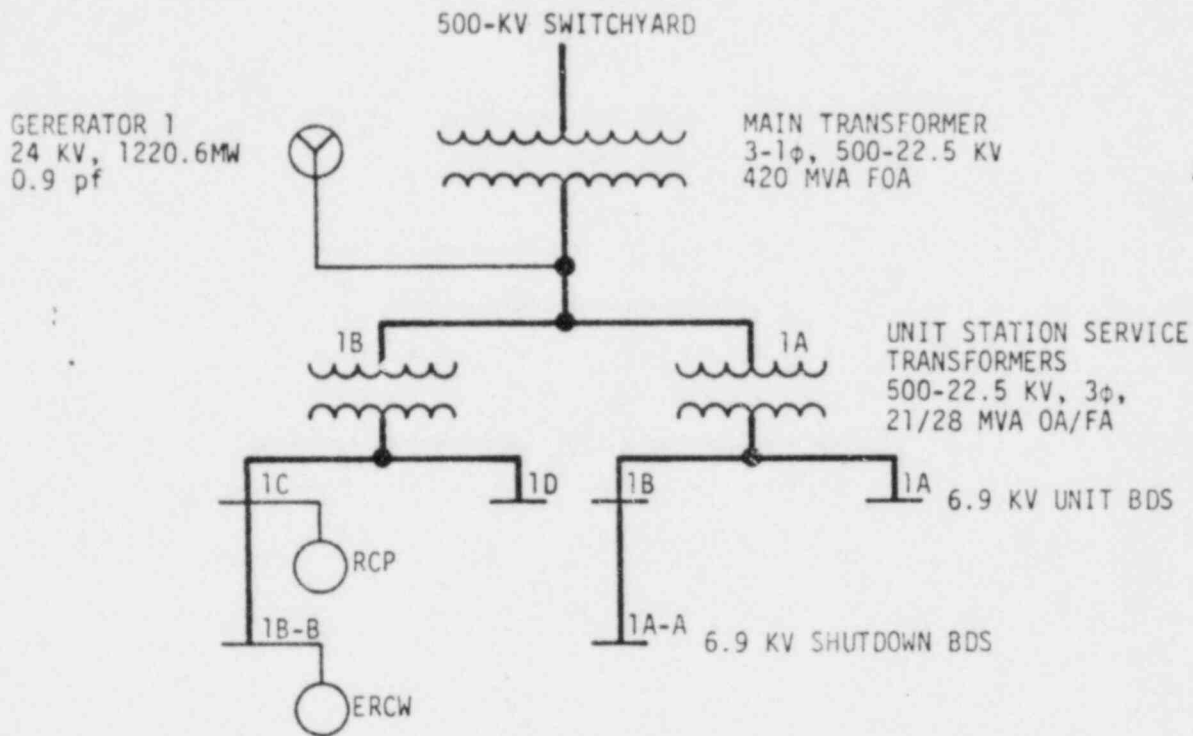 500-KV SWITCHYARD
GERERATOR 1
24 KV, 1220.6MW
0.9 pf
MAIN TRANSFORMER
3-1ϕ, 500-22.5 KV
420 MVA FOA
1B
1A
UNIT STATION SERVICE
TRANSFORMERS
500-22.5 KV, 3ϕ,
21/28 MVA OA/FA
1C
1D
1B
1A
6.9 KV UNIT BDS
RCP
1B-B
1A-A
6.9 KV SHUTDOWN BDS
ERCW